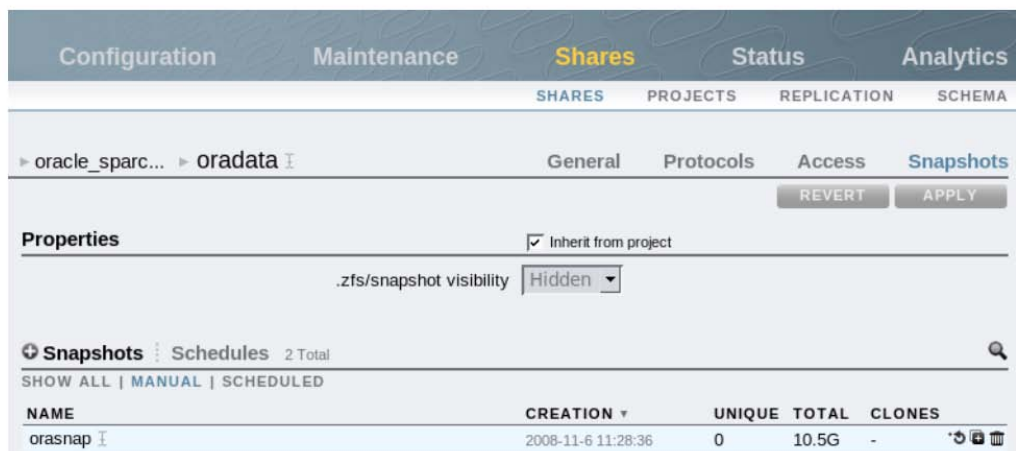 Configuration Maintenance Shares Status Analytics
SHARES PROJECTS REPLICATION SCHEMA
oracle_sparc... oradata General Protocols Access Snapshots
REVERT APPLY
Properties Inherit from project
.zfs/snapshot visibility Hidden
Snapshots Schedules 2 Total
SHOW ALL | MANUAL | SCHEDULED
NAME CREATION UNIQUE TOTAL CLONES
orasnap 2008-11-6 11:28:36 0 10.5G -